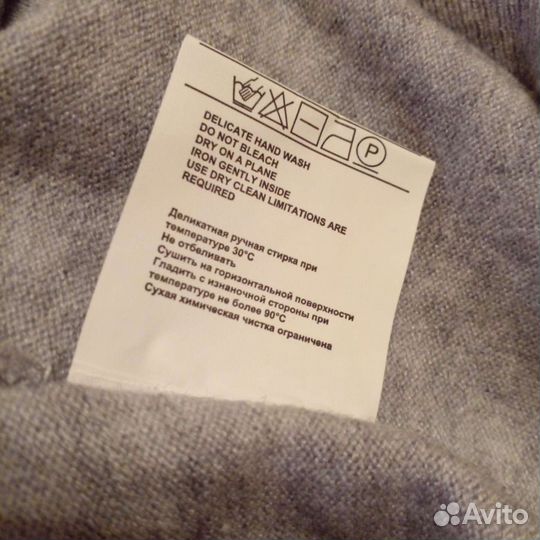 P
DELICATE HAND WASH
DO NOT BLEACH
DRY ON A PLANE
IRON GENTLY INSIDE
USE DRY CLEAN LIMITATIONS ARE
REQUIRED
Деликатная ручная стирка при
температуре 30°C
Не отбеливать
Сушить на горизонтальной поверхности
Гладить с изнаночной стороны при
температуре не более 90°C
Сухая химическая чистка ограничена
Avito